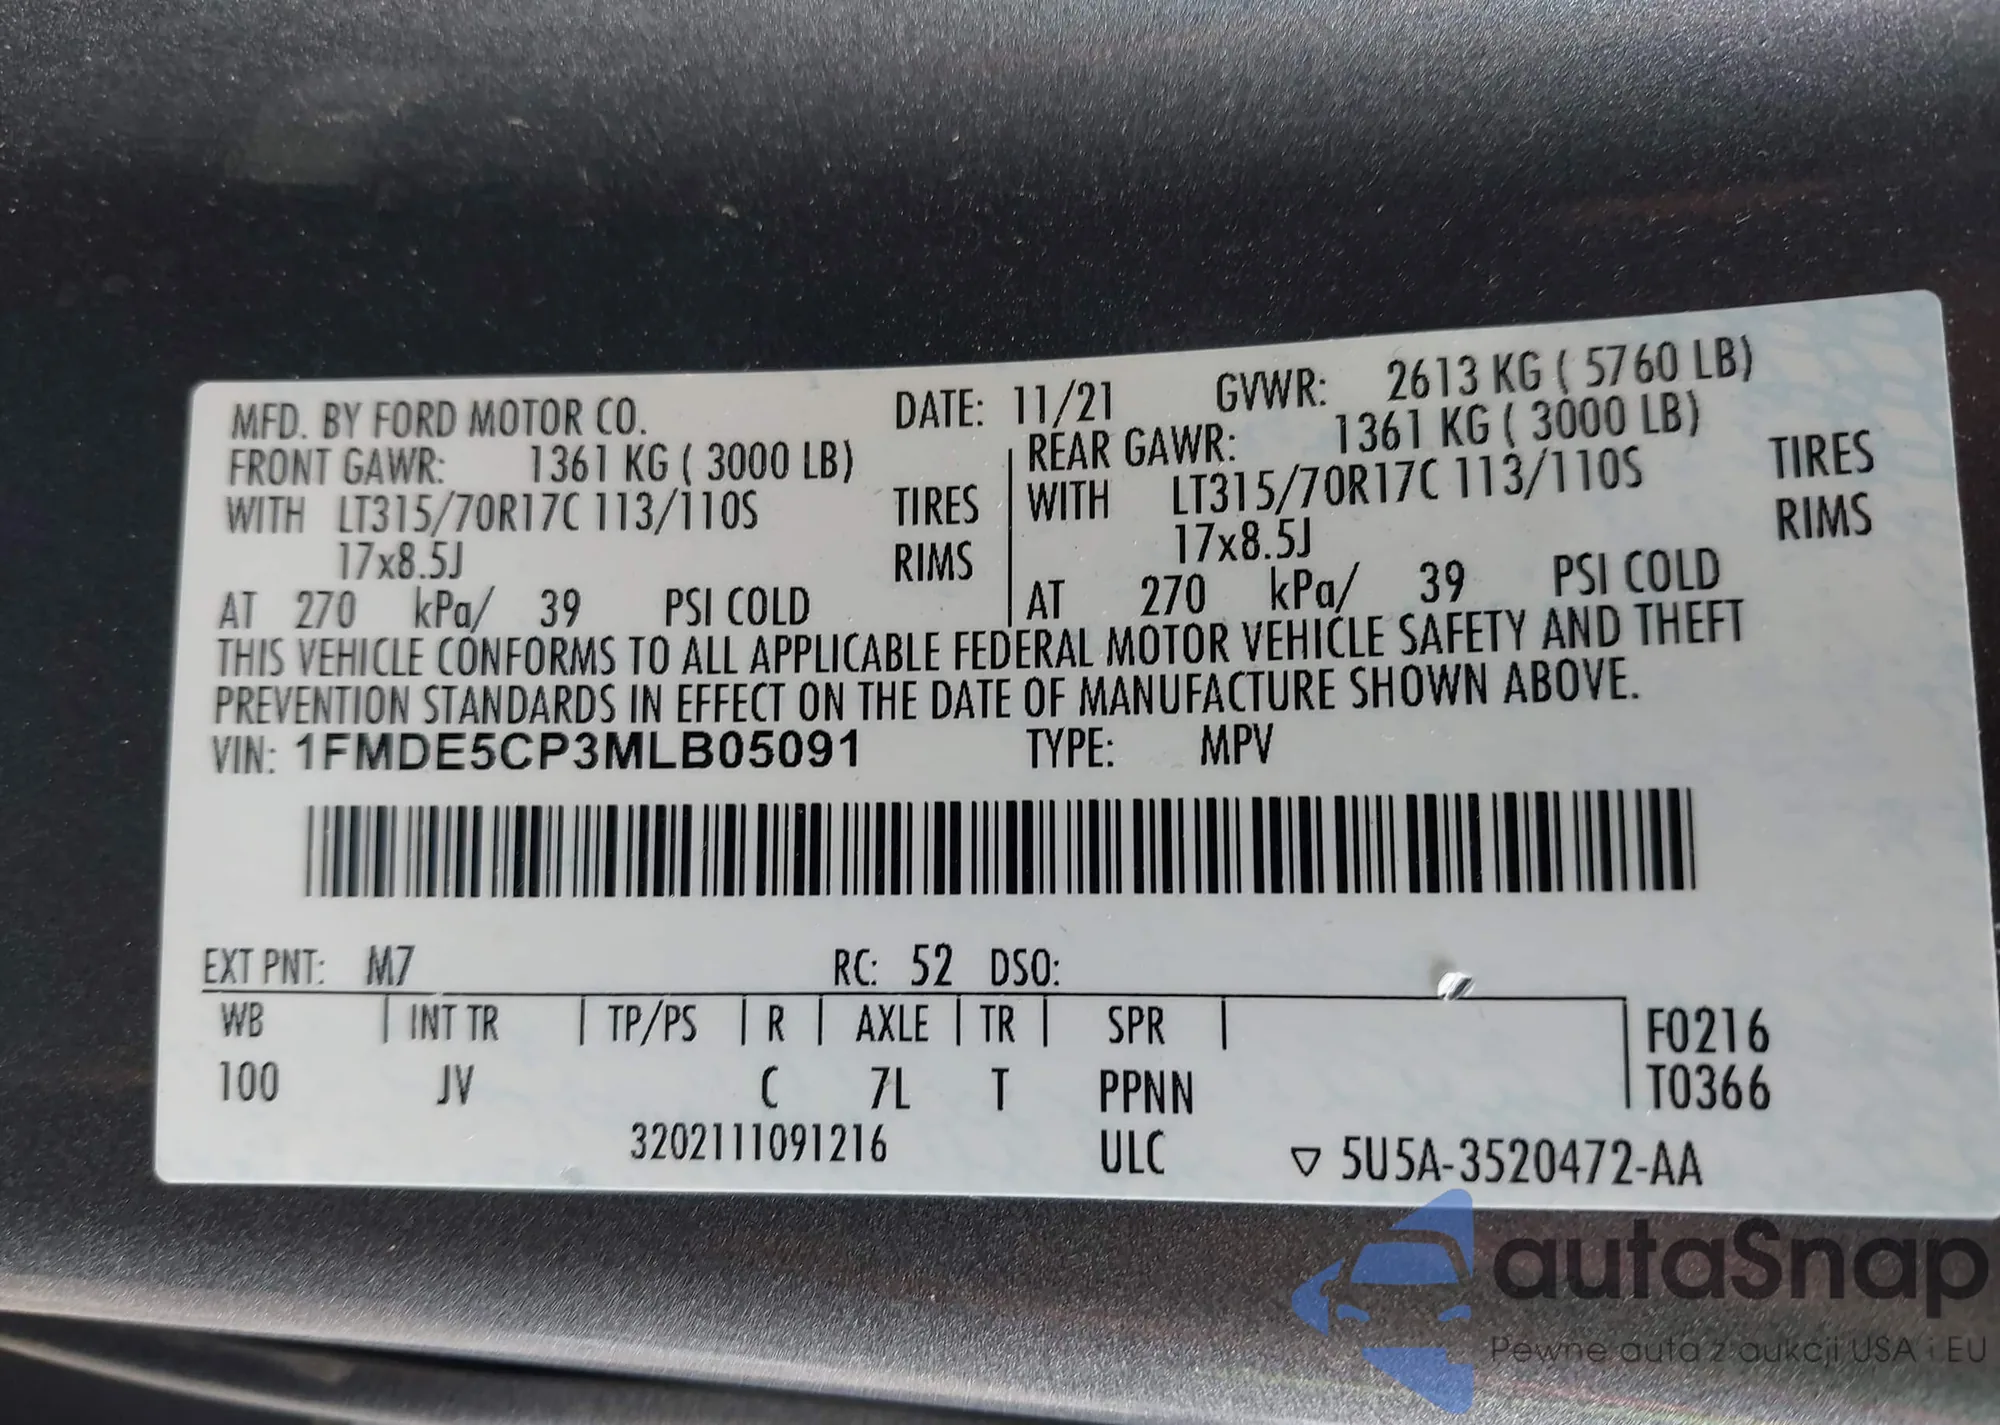 MFD. BY FORD MOTOR CO. DATE: 11/21 GVWR: 2613 KG ( 5760 LB)
FRONT GAWR: 1361 KG ( 3000 LB) REAR GAWR: 1361 KG ( 3000 LB)
WITH LT315/70R17C 113/110S TIRES WITH LT315/70R17C 113/110S TIRES
17x8.5J RIMS 17x8.5J RIMS
AT 270 kPa/ 39 PSI COLD AT 270 kPa/ 39 PSI COLD
THIS VEHICLE CONFORMS TO ALL APPLICABLE FEDERAL MOTOR VEHICLE SAFETY AND THEFT
PREVENTION STANDARDS IN EFFECT ON THE DATE OF MANUFACTURE SHOWN ABOVE.
VIN: 1FMDE5CP3MLB05091 TYPE: MPV
EXT PNT: M7 RC: 52 DSO:
WB INT TR TP/PS R AXLE TR SPR F0216
100 JV C 7L T PPNN T0366
3202111091216 ULC ▽ 5U5A-3520472-AA
autaSnap
Pewne auta z aukcji USA i EU